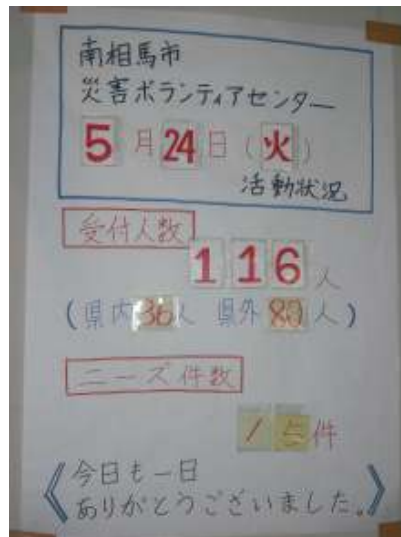 南相馬市
災害ボランティアセンター
5月24日(火)
活動状況
受付人数
116人
(県内36人 県外80人)
ニーズ件数
15件
《今日も一日
ありがとうございました。》